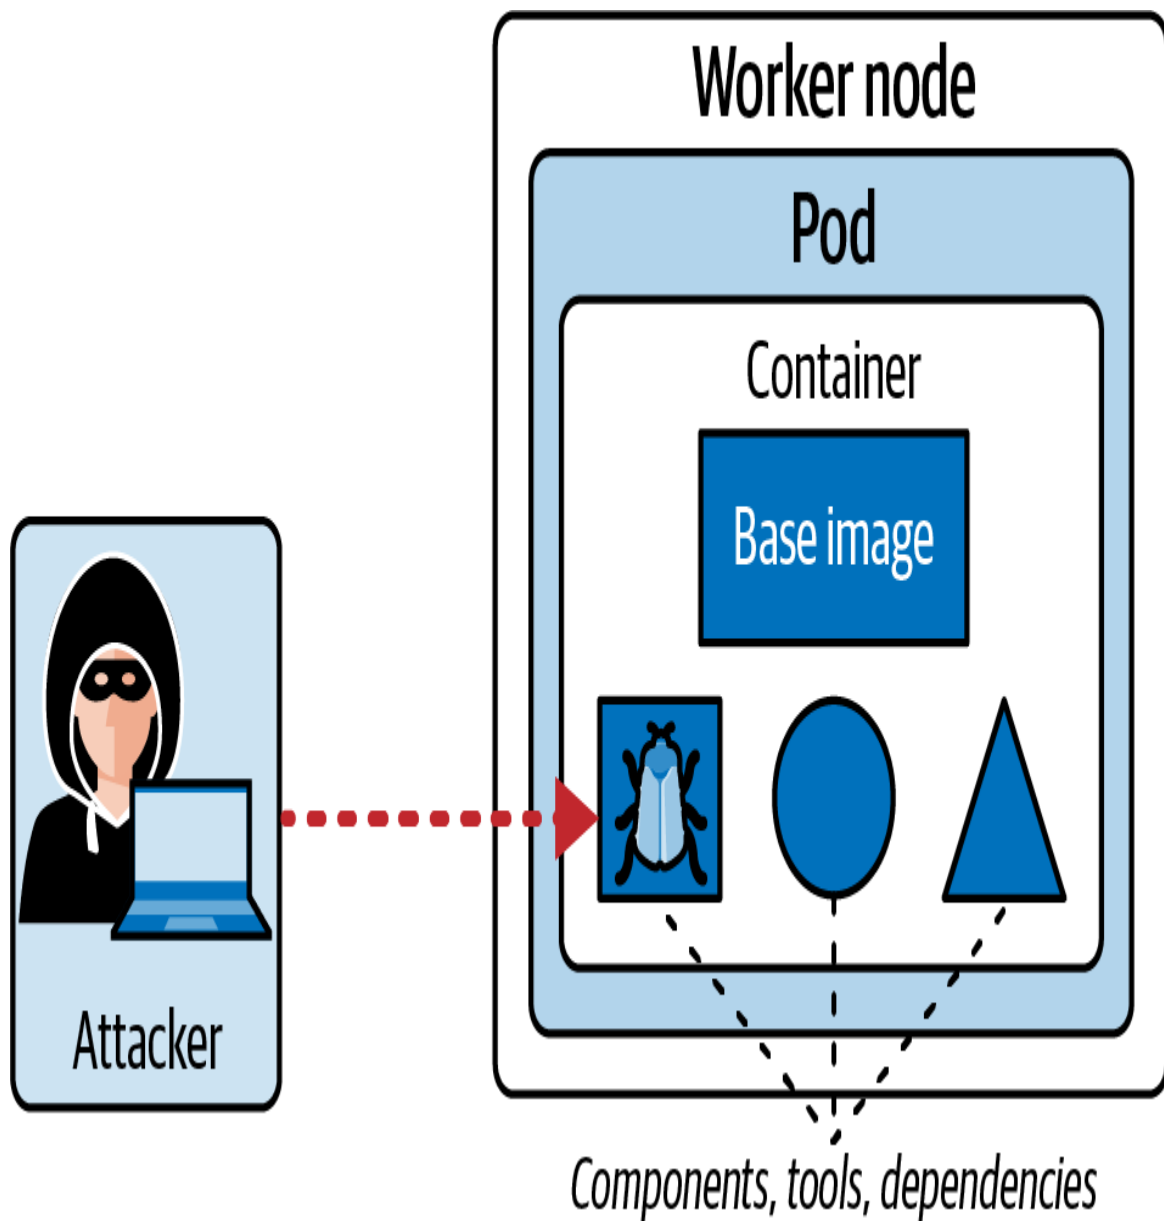 Worker node
Pod
Container
Base image
Attacker
Components, tools, dependencies